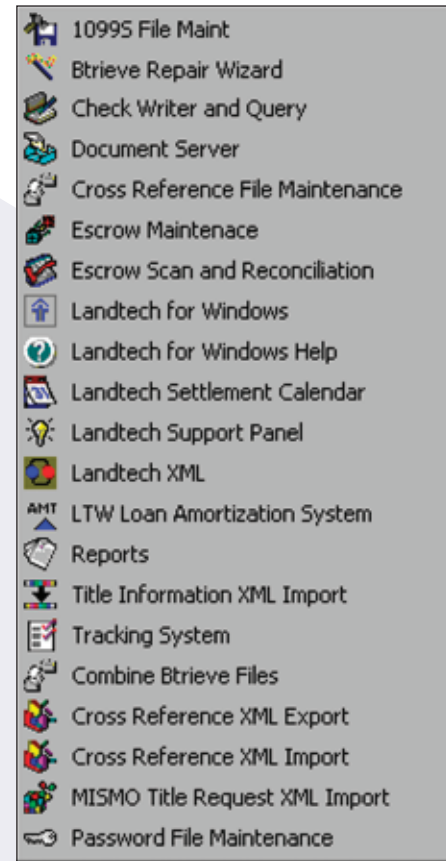 1099S File Maint
Btrieve Repair Wizard
Check Writer and Query
Document Server
Cross Reference File Maintenance
Escrow Maintenace
Escrow Scan and Reconciliation
Landtech for Windows
Landtech for Windows Help
Landtech Settlement Calendar
Landtech Support Panel
Landtech XML
AMT LTW Loan Amortization System
Reports
Title Information XML Import
Tracking System
Combine Btrieve Files
Cross Reference XML Export
Cross Reference XML Import
MISMO Title Request XML Import
Password File Maintenance